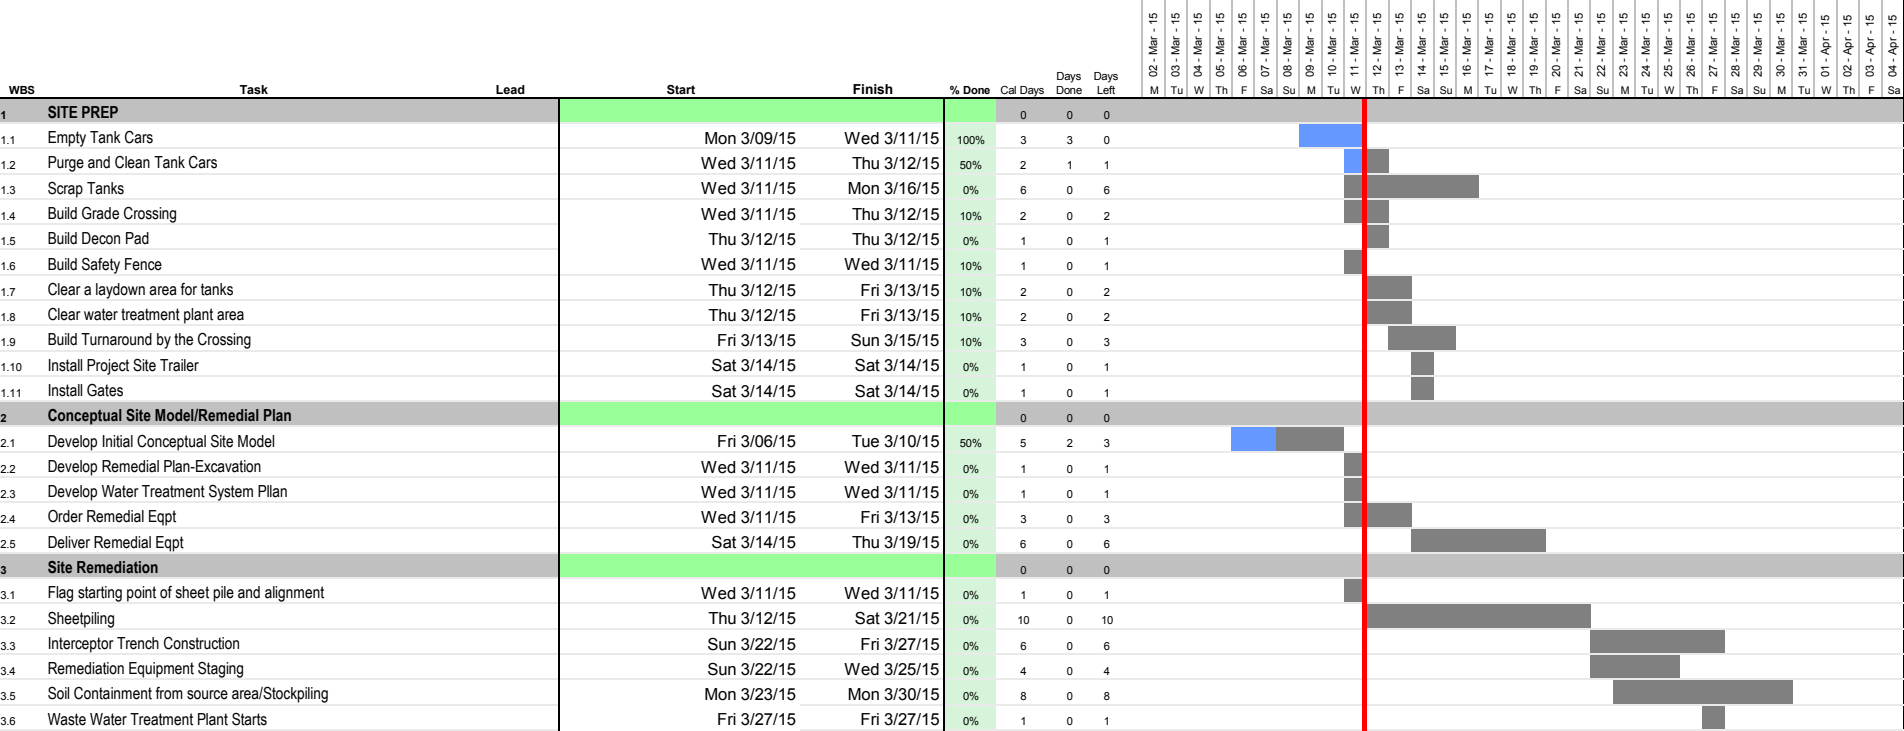 02 - Mar - 15 03 - Mar - 15 04 - Mar - 15 05 - Mar - 15 06 - Mar - 15 07 - Mar - 15 08 - Mar - 15 09 - Mar - 15 10 - Mar - 15 11 - Mar - 15 12 - Mar - 15 13 - Mar - 15 14 - Mar - 15 15 - Mar - 15 16 - Mar - 15 17 - Mar - 15 18 - Mar - 15 19 - Mar - 15 20 - Mar - 15 21 - Mar - 15 22 - Mar - 15 23 - Mar - 15 24 - Mar - 15 25 - Mar - 15 26 - Mar - 15 27 - Mar - 15 28 - Mar - 15 29 - Mar - 15 30 - Mar - 15 31 - Mar - 15 01 - Apr - 15 02 - Apr - 15 03 - Apr - 15 04 - Apr - 15
WBS Task Lead Start Finish % Done Cal Days Days Done Days Left M Tu W Th F Sa Su M Tu W Th F Sa Su M Tu W Th F Sa Su M Tu W Th F Sa Su M Tu W Th F Sa
1 SITE PREP 0 0 0
1.1 Empty Tank Cars Mon 3/09/15 Wed 3/11/15 100% 3 3 0
1.2 Purge and Clean Tank Cars Wed 3/11/15 Thu 3/12/15 50% 2 1 1
1.3 Scrap Tanks Wed 3/11/15 Mon 3/16/15 0% 6 0 6
1.4 Build Grade Crossing Wed 3/11/15 Thu 3/12/15 10% 2 0 2
1.5 Build Decon Pad Thu 3/12/15 Thu 3/12/15 0% 1 0 1
1.6 Build Safety Fence Wed 3/11/15 Wed 3/11/15 10% 1 0 1
1.7 Clear a laydown area for tanks Thu 3/12/15 Fri 3/13/15 10% 2 0 2
1.8 Clear water treatment plant area Thu 3/12/15 Fri 3/13/15 10% 2 0 2
1.9 Build Turnaround by the Crossing Fri 3/13/15 Sun 3/15/15 10% 3 0 3
1.10 Install Project Site Trailer Sat 3/14/15 Sat 3/14/15 0% 1 0 1
1.11 Install Gates Sat 3/14/15 Sat 3/14/15 0% 1 0 1
2 Conceptual Site Model/Remedial Plan 0 0 0
2.1 Develop Initial Conceptual Site Model Fri 3/06/15 Tue 3/10/15 50% 5 2 3
2.2 Develop Remedial Plan-Excavation Wed 3/11/15 Wed 3/11/15 0% 1 0 1
2.3 Develop Water Treatment System Pllan Wed 3/11/15 Wed 3/11/15 0% 1 0 1
2.4 Order Remedial Eqpt Wed 3/11/15 Fri 3/13/15 0% 3 0 3
2.5 Deliver Remedial Eqpt Sat 3/14/15 Thu 3/19/15 0% 6 0 6
3 Site Remediation 0 0 0
3.1 Flag starting point of sheet pile and alignment Wed 3/11/15 Wed 3/11/15 0% 1 0 1
3.2 Sheetpiling Thu 3/12/15 Sat 3/21/15 0% 10 0 10
3.3 Interceptor Trench Construction Sun 3/22/15 Fri 3/27/15 0% 6 0 6
3.4 Remediation Equipment Staging Sun 3/22/15 Wed 3/25/15 0% 4 0 4
3.5 Soil Containment from source area/Stockpiling Mon 3/23/15 Mon 3/30/15 0% 8 0 8
3.6 Waste Water Treatment Plant Starts Fri 3/27/15 Fri 3/27/15 0% 1 0 1